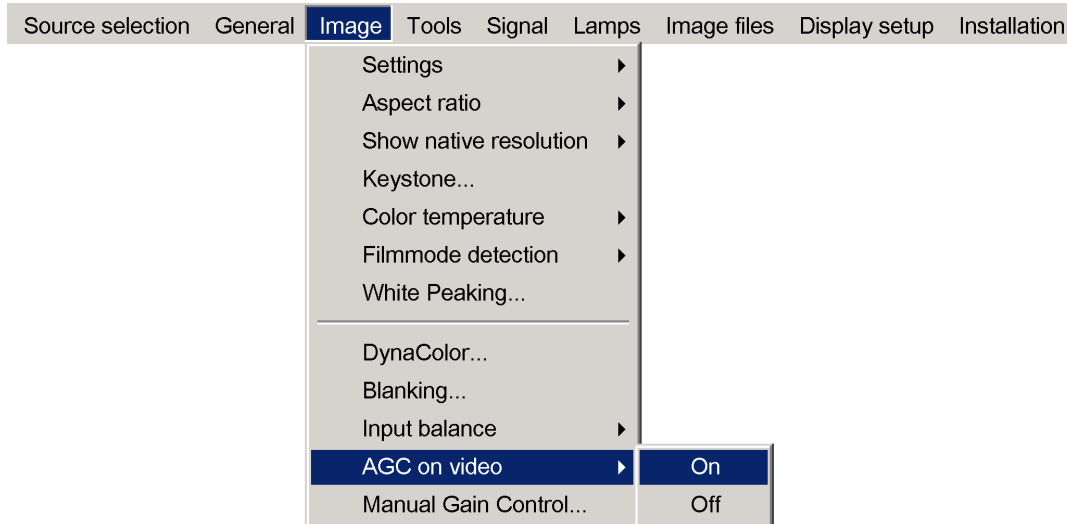 Source selection General Image Tools Signal Lamps Image files Display setup Installation
Settings
Aspect ratio
Show native resolution
Keystone...
Color temperature
Filmmode detection
White Peaking...
DynaColor...
Blanking...
Input balance
AGC on video On
Manual Gain Control... Off